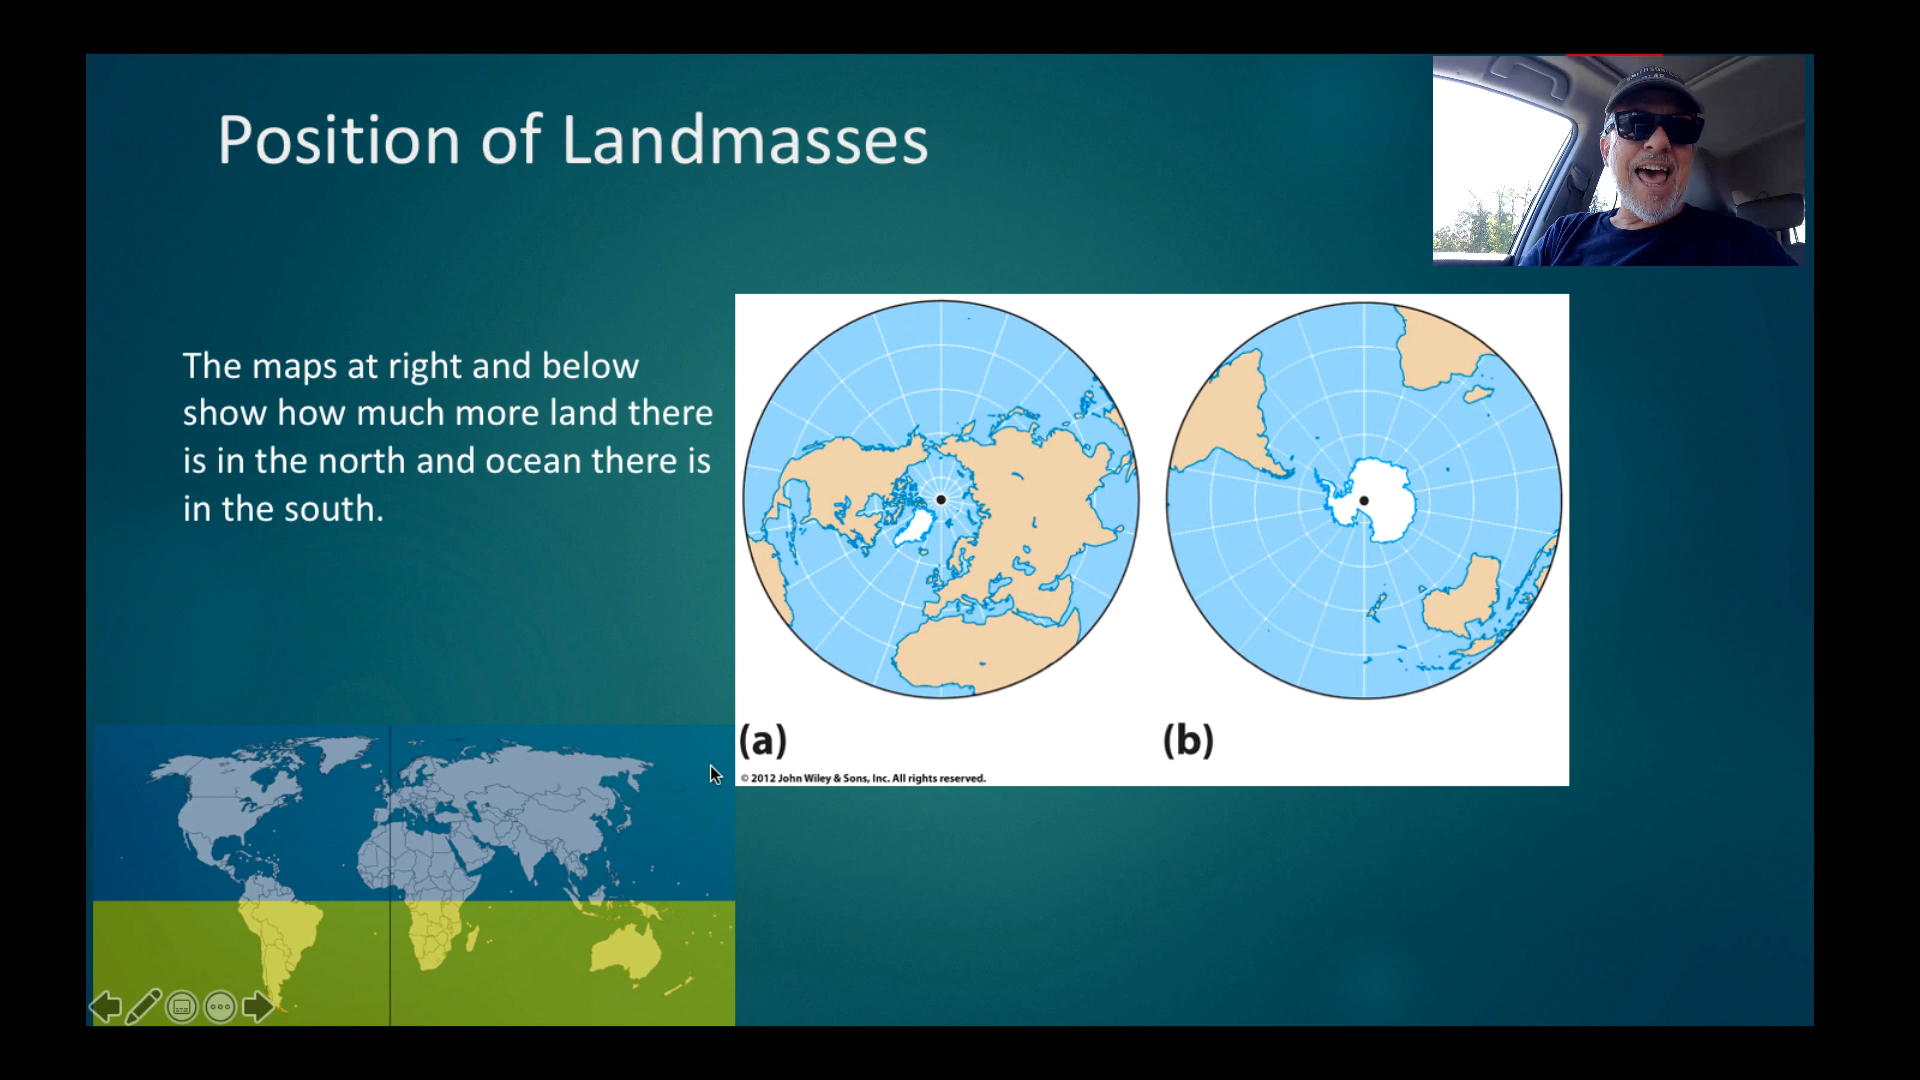 Position of Landmasses
The maps at right and below
show how much more land there
is in the north and ocean there is
in the south.
(a)
(b)
© 2012 John Wiley & Sons, Inc. All rights reserved.